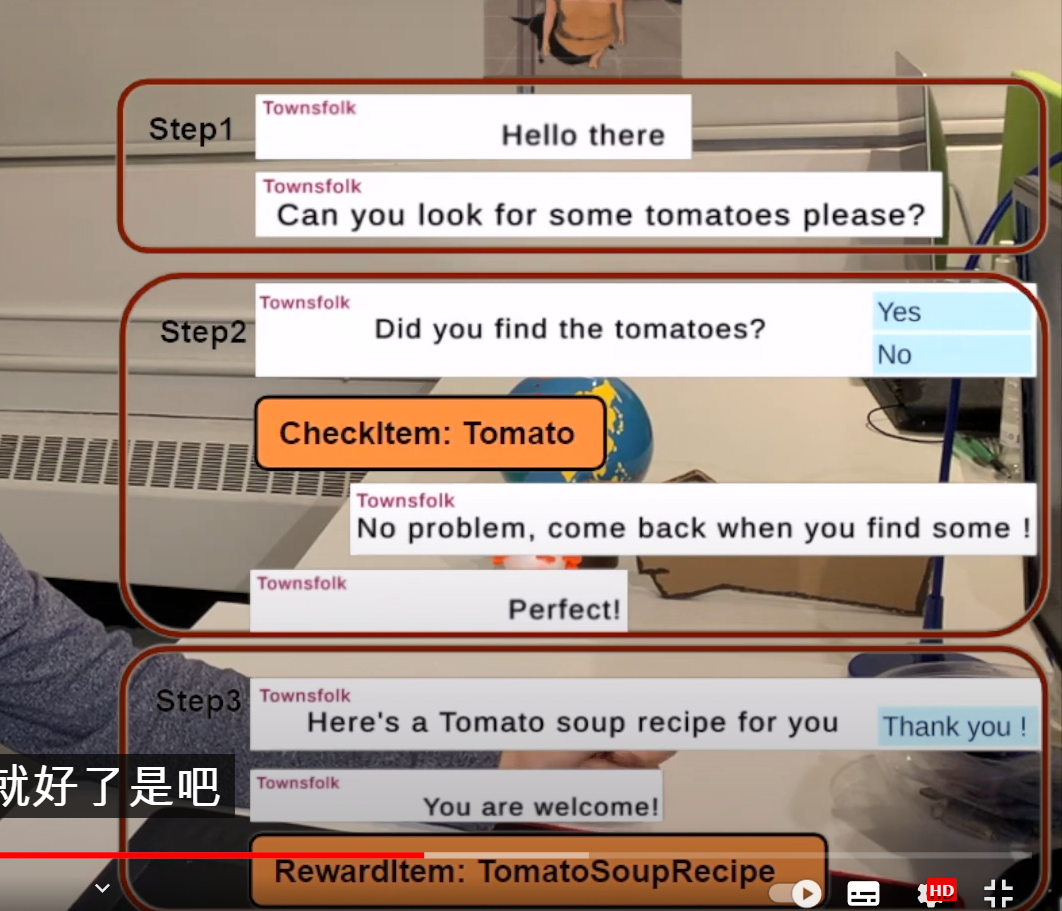 Step1
Townsfolk
Hello there
Townsfolk
Can you look for some tomatoes please?
Step2
Townsfolk
Did you find the tomatoes?
Yes
No
CheckItem: Tomato
Townsfolk
No problem, come back when you find some !
Townsfolk
Perfect!
Step3
Townsfolk
Here's a Tomato soup recipe for you
Thank you !
就好了是吧
Townsfolk
You are welcome!
RewardItem: TomatoSoupRecipe
HD